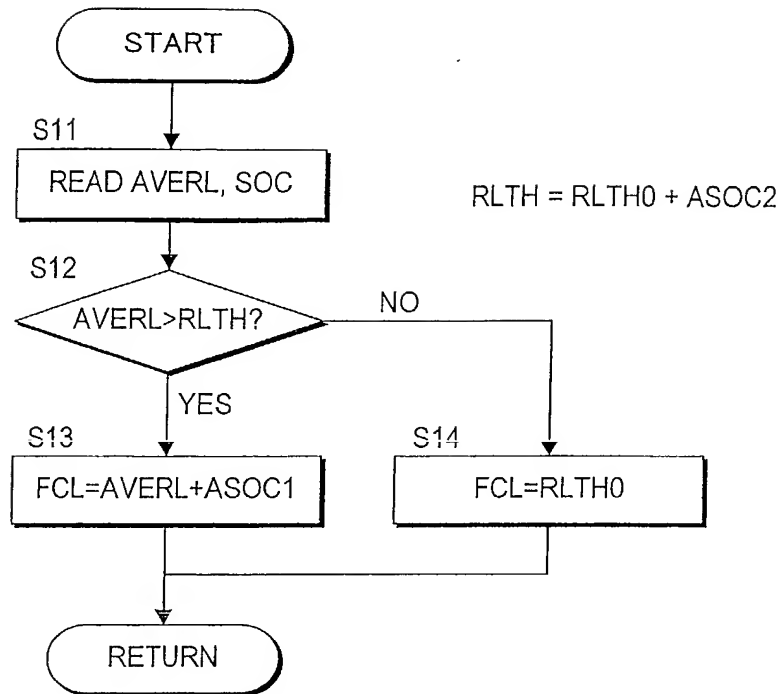 START
S11
READ AVERL, SOC
RLTH = RLTH0 + ASOC2
S12
AVERL>RLTH?
NO
YES
S13
FCL=AVERL+ASOC1
S14
FCL=RLTH0
RETURN